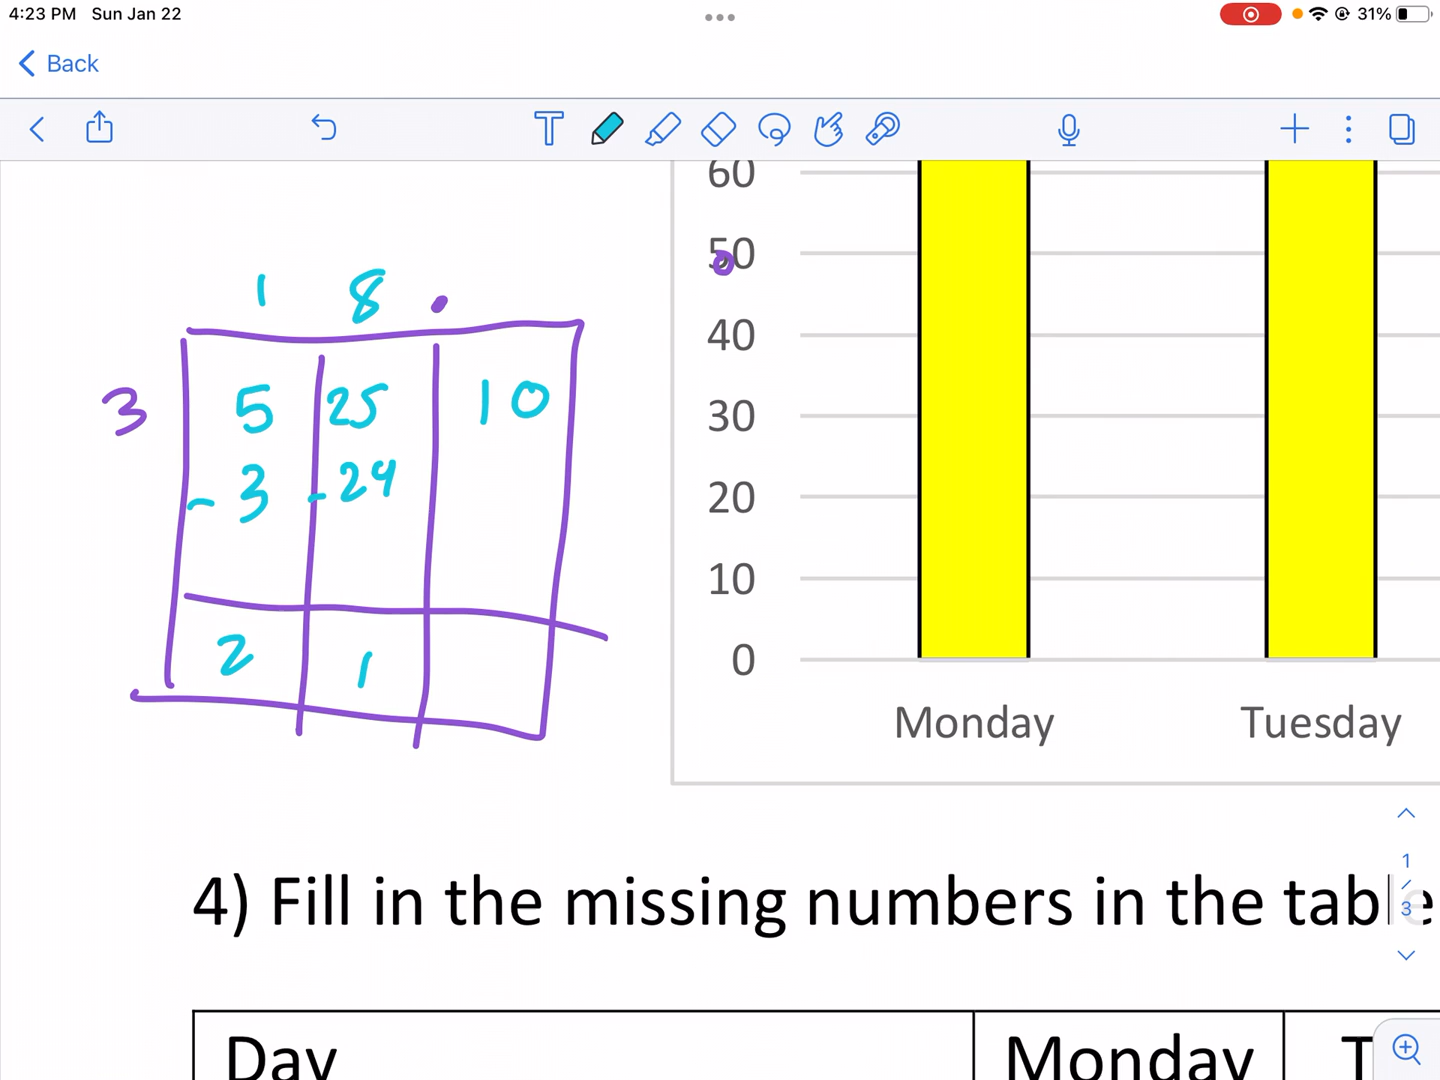 4:23 PM Sun Jan 22
31%
Back
T
1 8 .
3 5 25 10
- 3 - 24
2 1
60
50
40
30
20
10
0
Monday Tuesday
4) Fill in the missing numbers in the table
1
/
3
Day Monday T